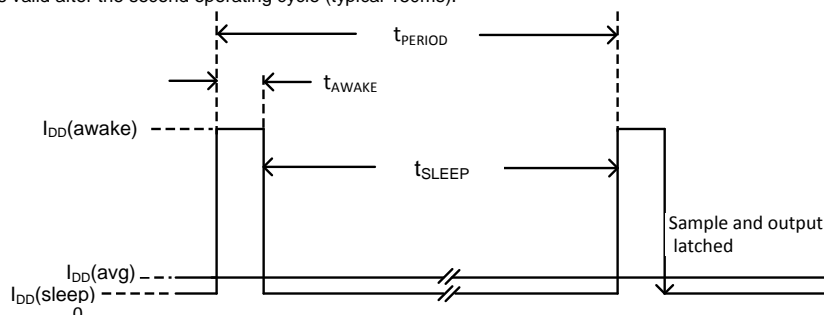 s valid after the second operating cycle (typical 100ms).
tPERIOD
tAWAKE
IDD(awake)
tSLEEP
Sample and output
latched
IDD(avg)
IDD(sleep)
0